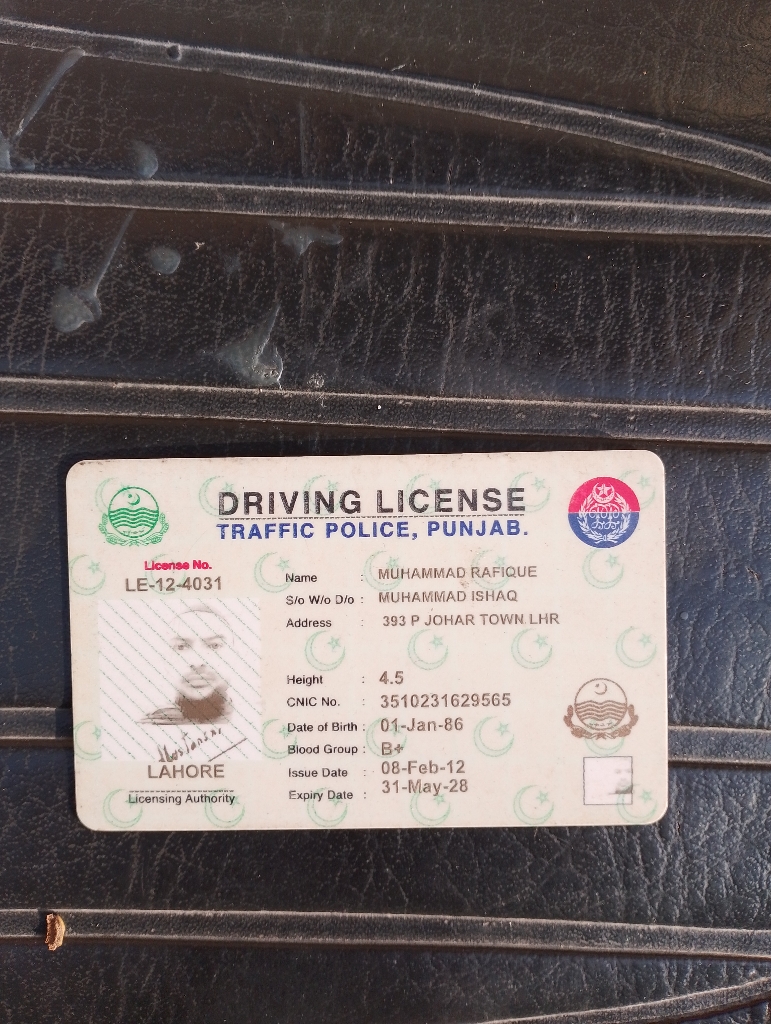 DRIVING LICENSE
TRAFFIC POLICE, PUNJAB.
License No.
LE-12-4031
Name : MUHAMMAD RAFIQUE
S/o W/o D/o : MUHAMMAD ISHAQ
Address : 393 P JOHAR TOWN LHR
Height : 4.5
CNIC No. : 3510231629565
Date of Birth : 01-Jan-86
Blood Group : B+
Issue Date : 08-Feb-12
Expiry Date : 31-May-28
LAHORE
Licensing Authority